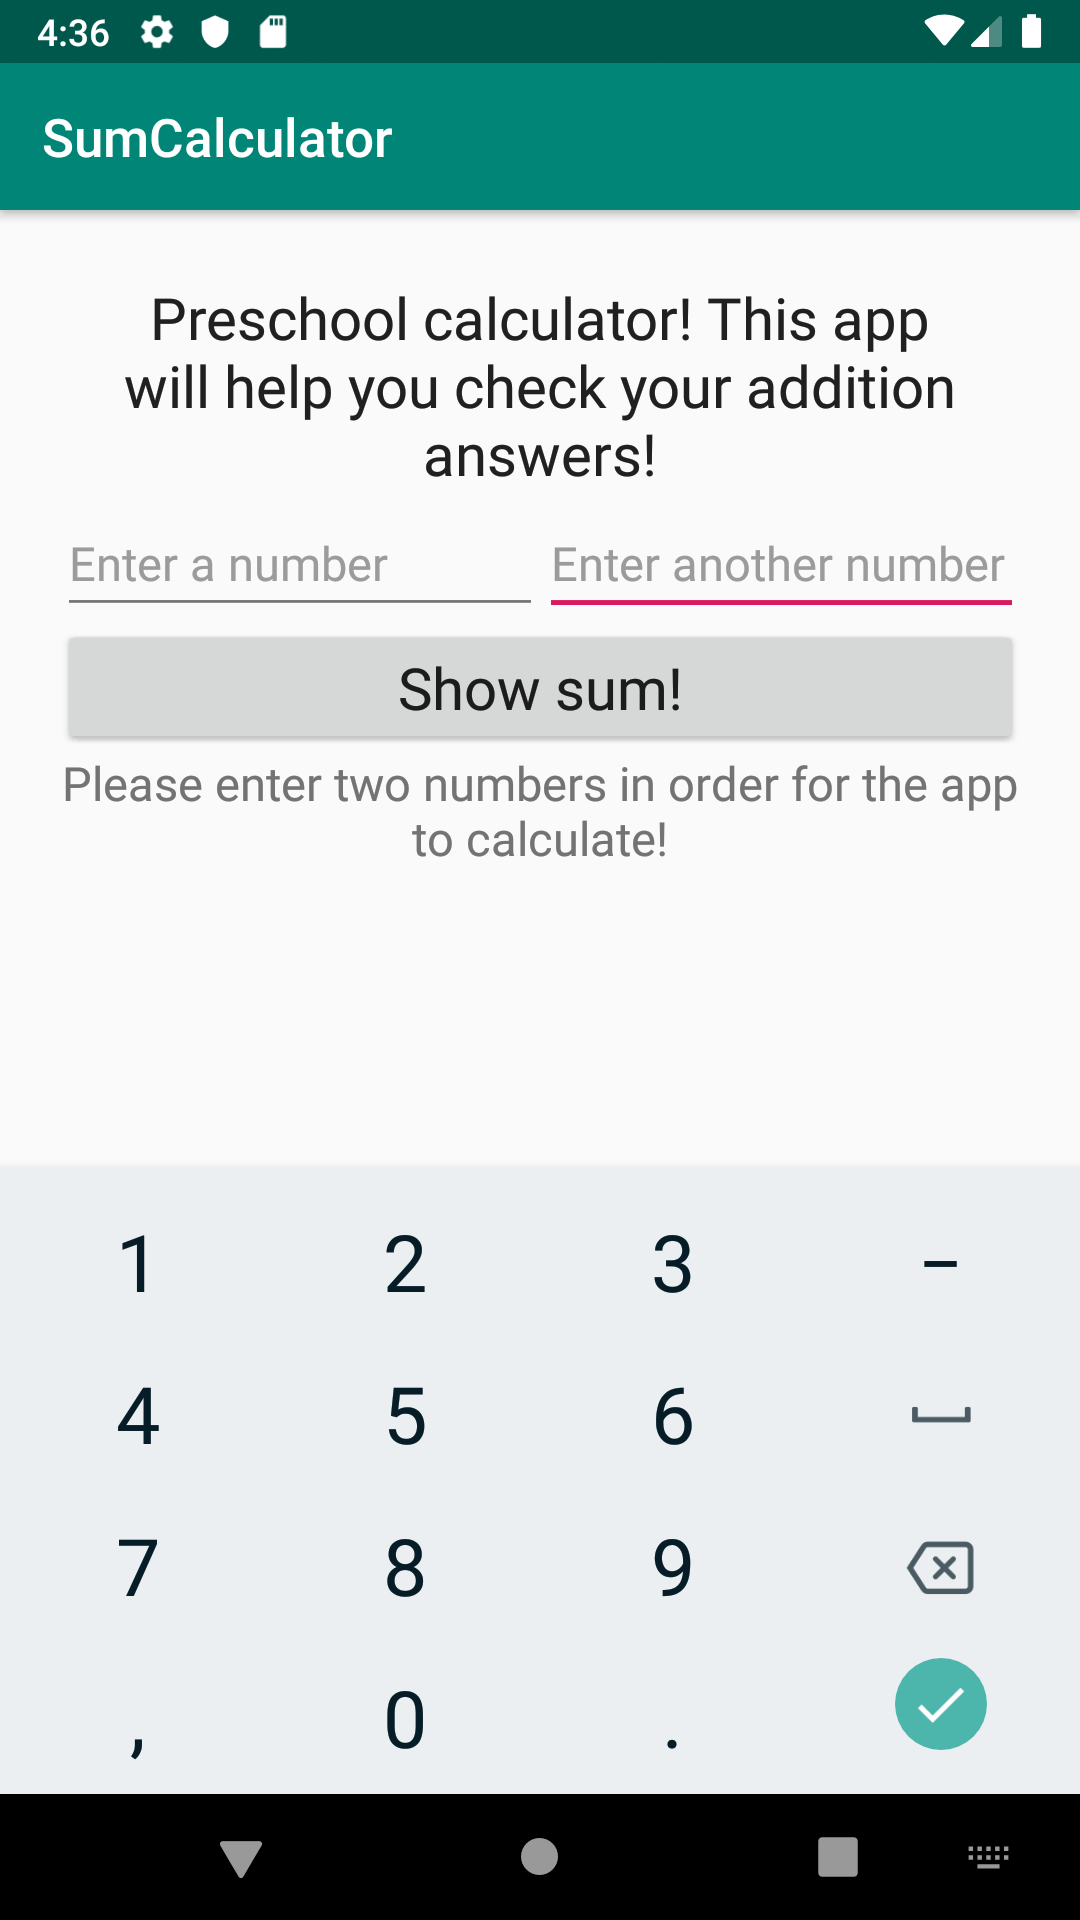 4:36
SumCalculator
Preschool calculator! This app
will help you check your addition
answers!
Enter a number Enter another number
Show sum!
Please enter two numbers in order for the app
to calculate!
1 2 3 –
4 5 6
7 8 9
, 0 .